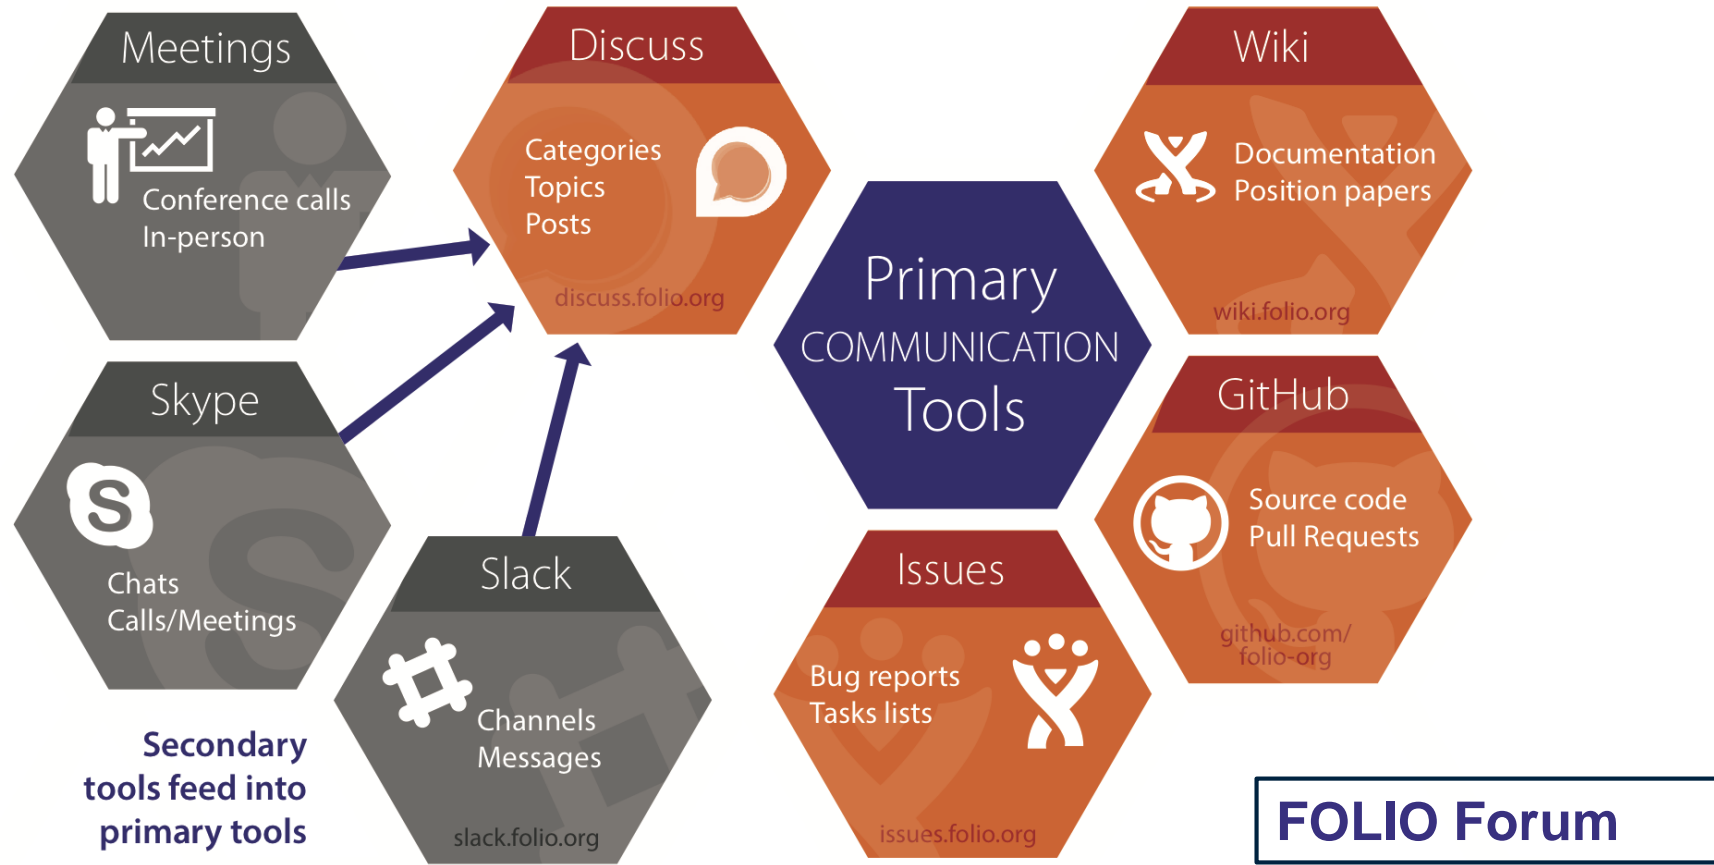 Meetings
Conference calls
In-person
Discuss
Categories
Topics
Posts
discuss.folio.org
Wiki
Documentation
Position papers
wiki.folio.org
Primary
COMMUNICATION
Tools
Skype
Chats
Calls/Meetings
GitHub
Source code
Pull Requests
github.com/
folio-org
Slack
Channels
Messages
slack.folio.org
Issues
Bug reports
Tasks lists
issues.folio.org
Secondary
tools feed into
primary tools
FOLIO Forum